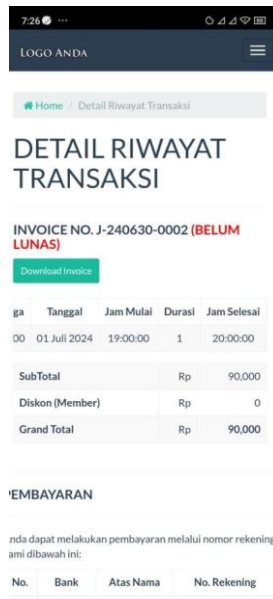 7:26
LOGO ANDA
Home / Detail Riwayat Transaksi
DETAIL RIWAYAT
TRANSAKSI
INVOICE NO. J-240630-0002 (BELUM
LUNAS)
Download Invoice
ga Tanggal Jam Mulai Durasi Jam Selesai
00 01 Juli 2024 19:00:00 1 20:00:00
SubTotal Rp 90,000
Diskon (Member) Rp 0
Grand Total Rp 90,000
PEMBAYARAN
nda dapat melakukan pembayaran melalui nomor rekening
ami dibawah ini:
No. Bank Atas Nama No. Rekening